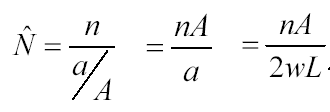 N̂ = n / (a/A) = nA / a = nA / 2wL.